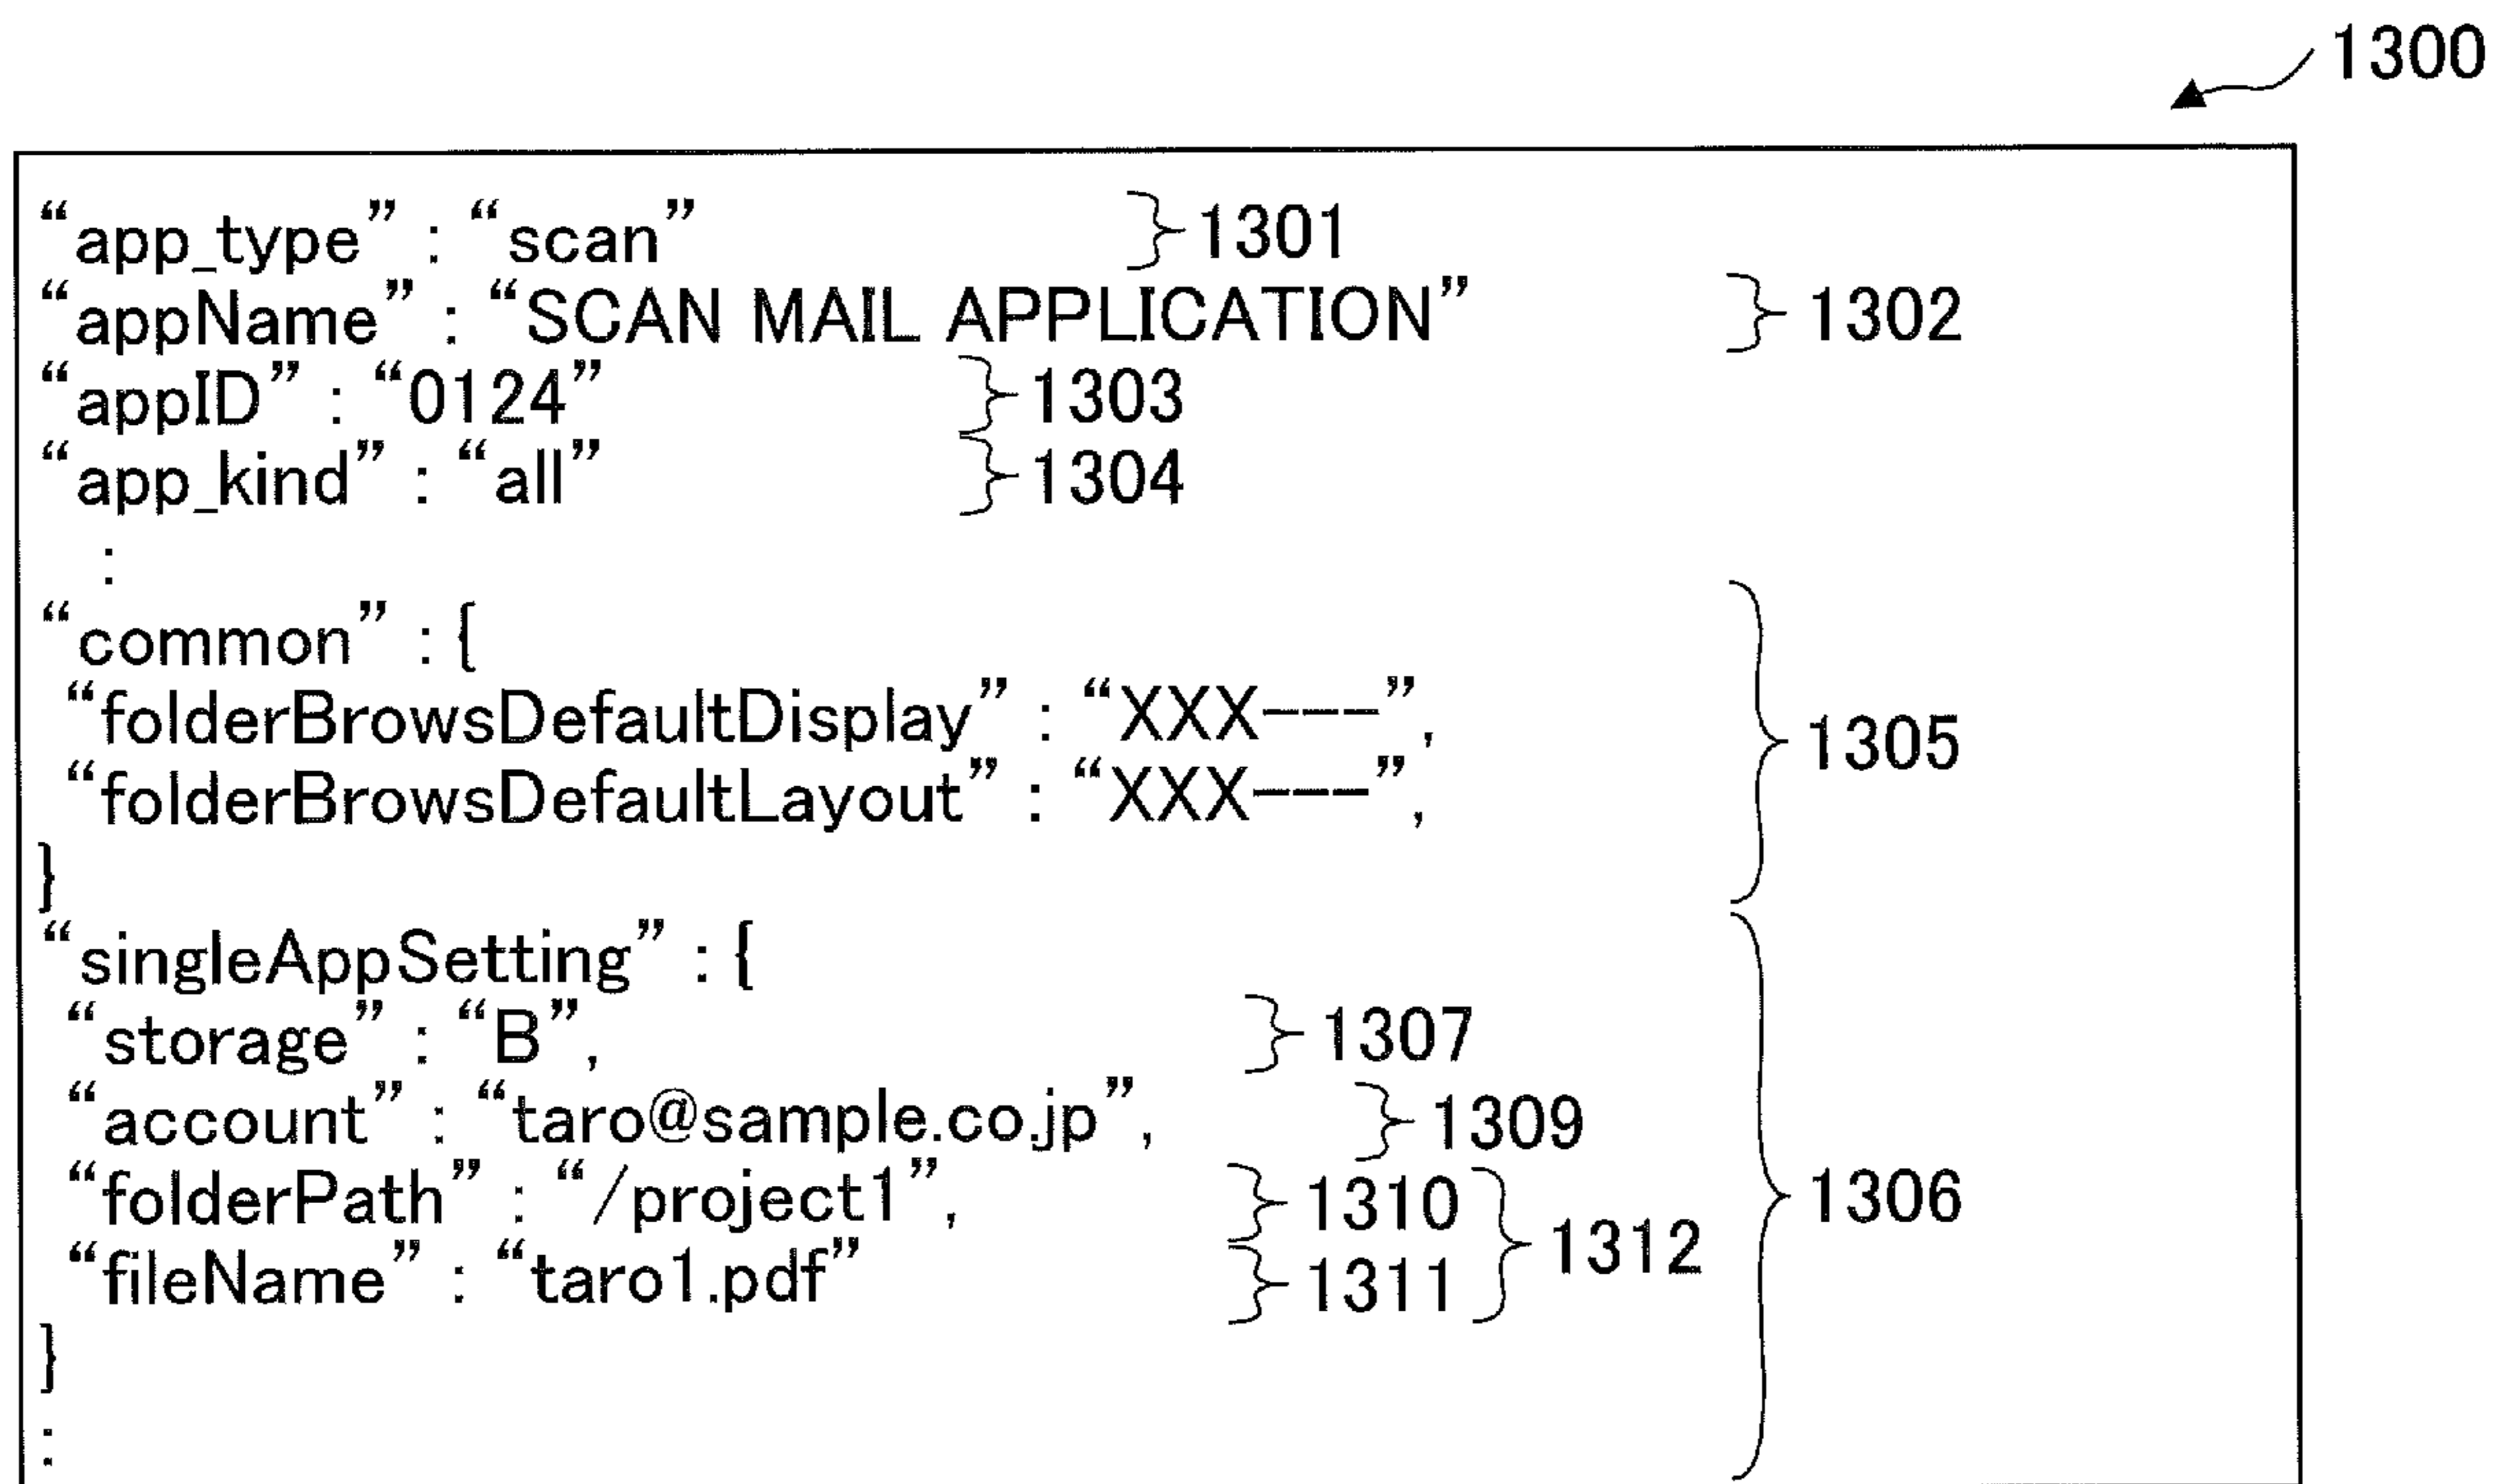 1300
“app_type” : “scan” 1301
“appName” : “SCAN MAIL APPLICATION” 1302
“appID” : “0124” 1303
“app_kind” : “all” 1304
:
“common” : {
“folderBrowsDefaultDisplay” : “XXX---”,
1305
“folderBrowsDefaultLayout” : “XXX---”,
}
“singleAppSetting” : {
“storage” : “B”, 1307
“account” : “taro@sample.co.jp”, 1309
“folderPath” : “/project1”, 1310 1312 1306
“fileName” : “taro1.pdf” 1311
}
: